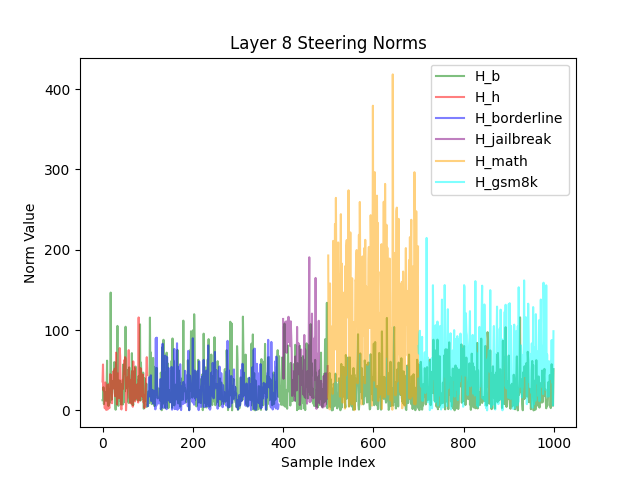 Layer 8 Steering Norms
Norm Value
400
300
200
100
0
H_b
H_h
H_borderline
H_jailbreak
H_math
H_gsm8k
0 200 400 600 800 1000
Sample Index